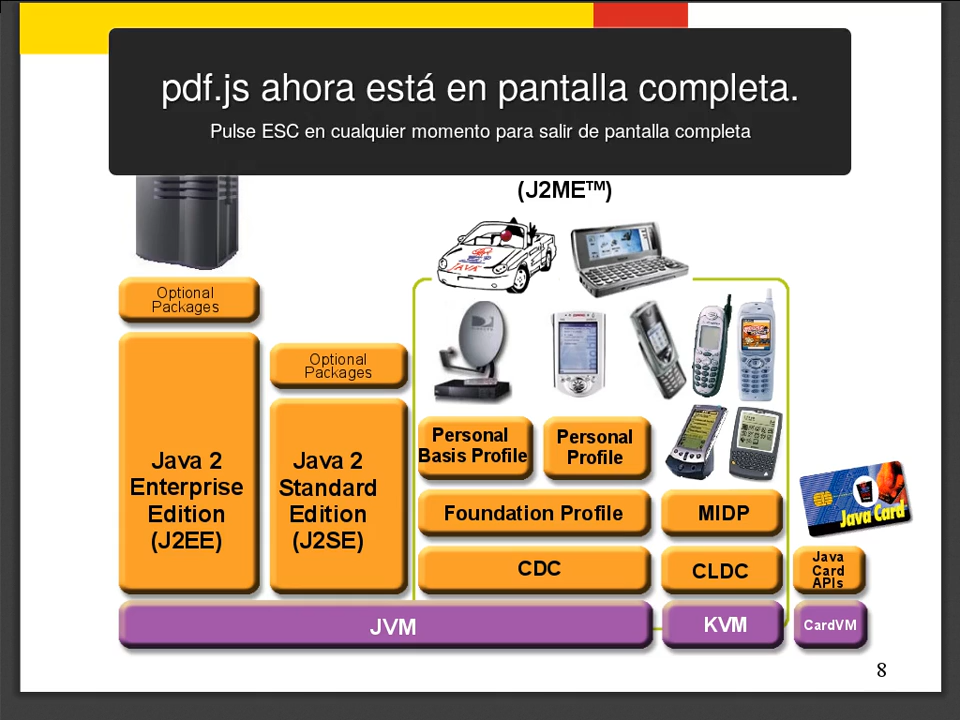 pdf.js ahora está en pantalla completa.
Pulse ESC en cualquier momento para salir de pantalla completa
(J2ME™)
JAVA
Optional
Packages
Optional
Packages
Java 2
Enterprise
Edition
(J2EE)
Java 2
Standard
Edition
(J2SE)
Personal
Basis Profile
Personal
Profile
Foundation Profile
MIDP
CDC
CLDC
Java Card
Java
Card
APIs
JVM
KVM
CardVM
8